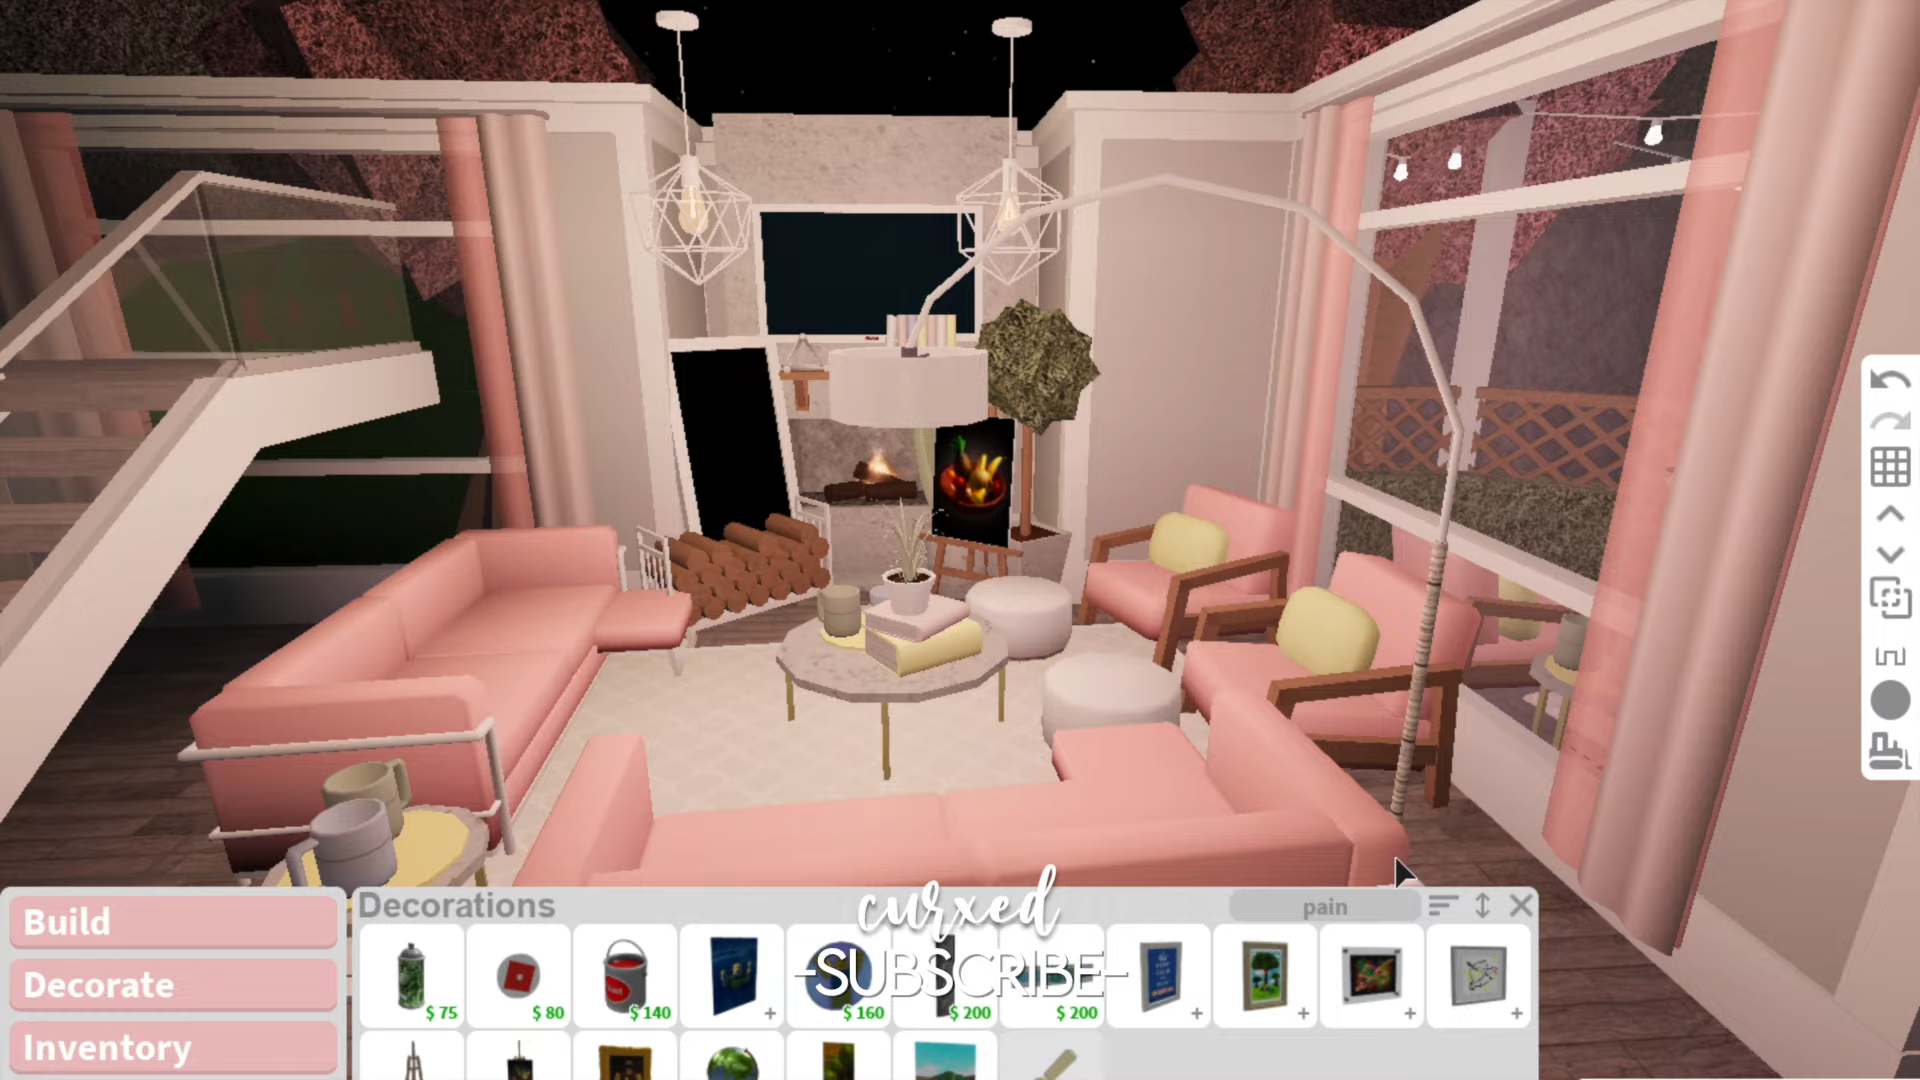 Build
Decorate
Inventory
Decorations
pain
curxed
-SUBSCRIBE-
$ 75
$ 80
$ 140
+
$ 160
$ 200
$ 200
+
+
+
+